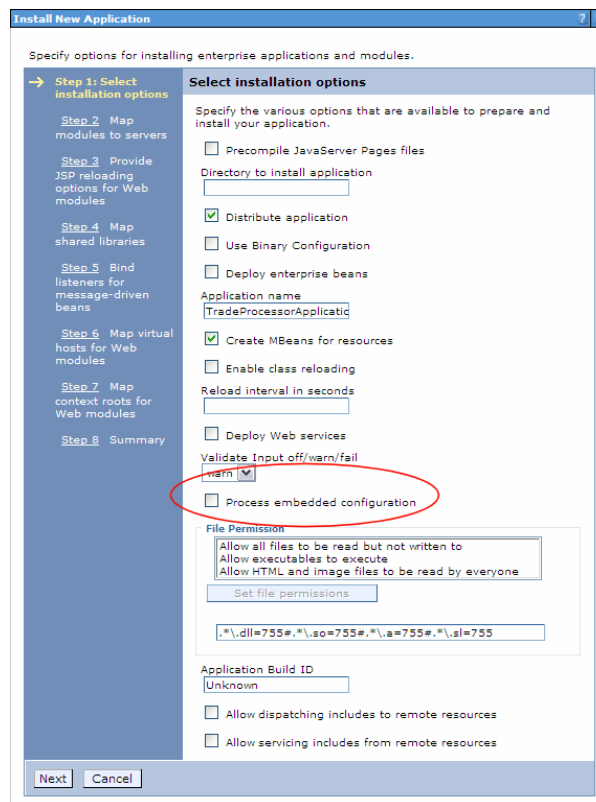 Install New Application
?
Specify options for installing enterprise applications and modules.
Step 1: Select
installation options
Step 2 Map
modules to servers
Step 3 Provide
JSP reloading
options for Web
modules
Step 4 Map
shared libraries
Step 5 Bind
listeners for
message-driven
beans
Step 6 Map virtual
hosts for Web
modules
Step 7 Map
context roots for
Web modules
Step 8 Summary
Select installation options
Specify the various options that are available to prepare and
install your application.
Precompile JavaServer Pages files
Directory to install application
Distribute application
Use Binary Configuration
Deploy enterprise beans
Application name
TradeProcessorApplicatic
Create MBeans for resources
Enable class reloading
Reload interval in seconds
Deploy Web services
Validate Input off/warn/fail
warn
Process embedded configuration
File Permission
Allow all files to be read but not written to
Allow executables to execute
Allow HTML and image files to be read by everyone
Set file permissions
.*\.dll=755#.*\.so=755#.*\.a=755#.*\.sl=755
Application Build ID
Unknown
Allow dispatching includes to remote resources
Allow servicing includes from remote resources
Next
Cancel